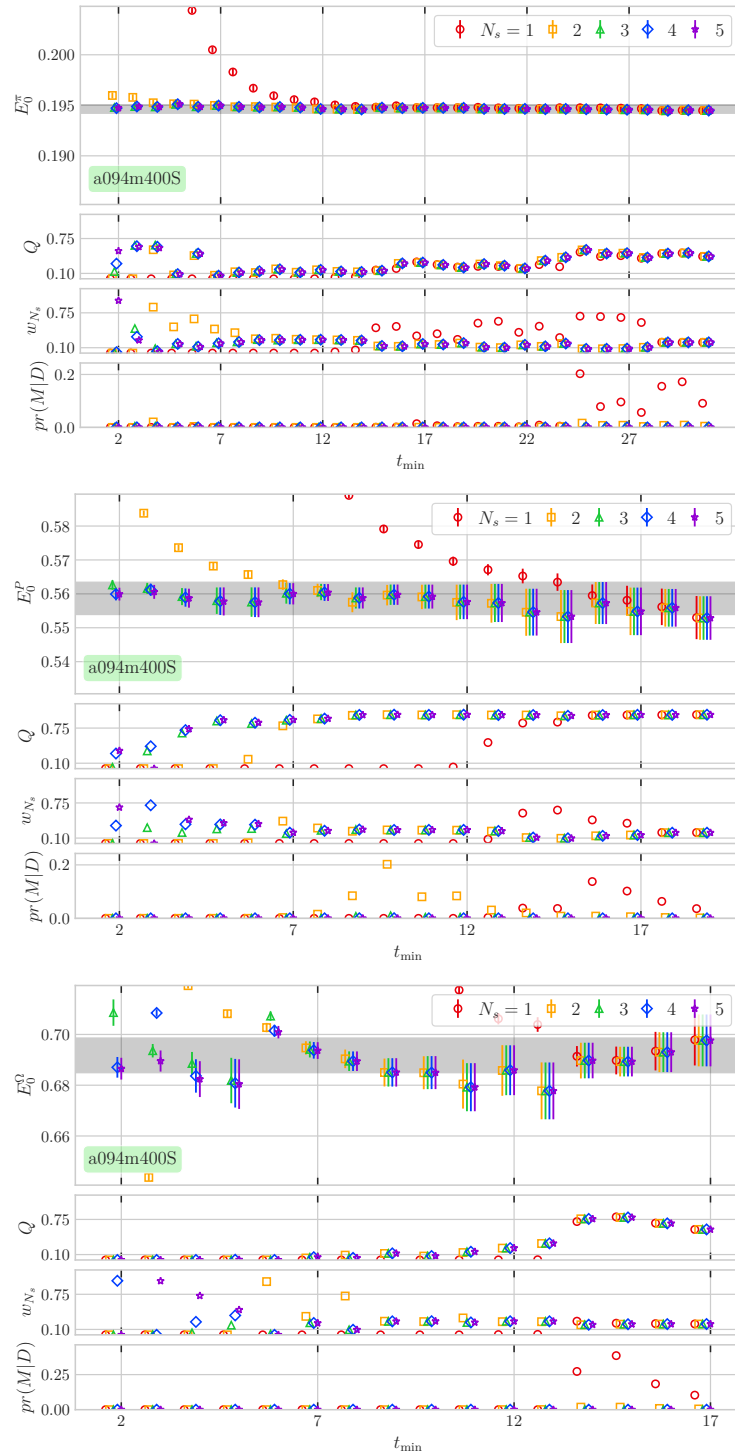 N_s = 1 2 3 4 5
0.200
0.195
0.190
E_0^π
a094m400S
0.75
0.10
Q
0.75
0.10
w_{N_s}
0.2
0.0
pr(M|D)
2 7 12 17 22 27
t_min
N_s = 1 2 3 4 5
0.58
0.57
0.56
0.55
0.54
E_0^P
a094m400S
0.75
0.10
Q
0.75
0.10
w_{N_s}
0.2
0.0
pr(M|D)
2 7 12 17
t_min
N_s = 1 2 3 4 5
0.70
0.68
0.66
E_0^Ω
a094m400S
0.75
0.10
Q
0.75
0.10
w_{N_s}
0.25
0.00
pr(M|D)
2 7 12 17
t_min